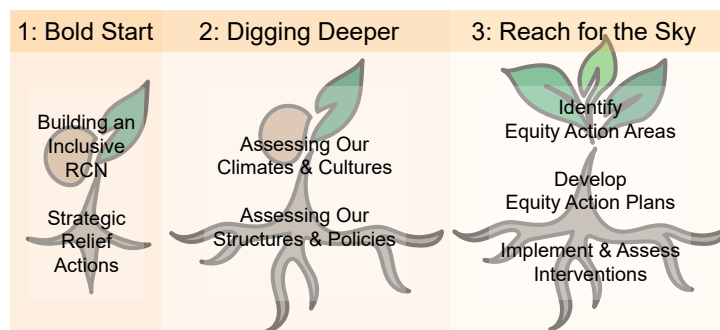 1: Bold Start
Building an
Inclusive
RCN
Strategic
Relief
Actions
2: Digging Deeper
Assessing Our
Climates & Cultures
Assessing Our
Structures & Policies
3: Reach for the Sky
Identify
Equity Action Areas
Develop
Equity Action Plans
Implement & Assess
Interventions